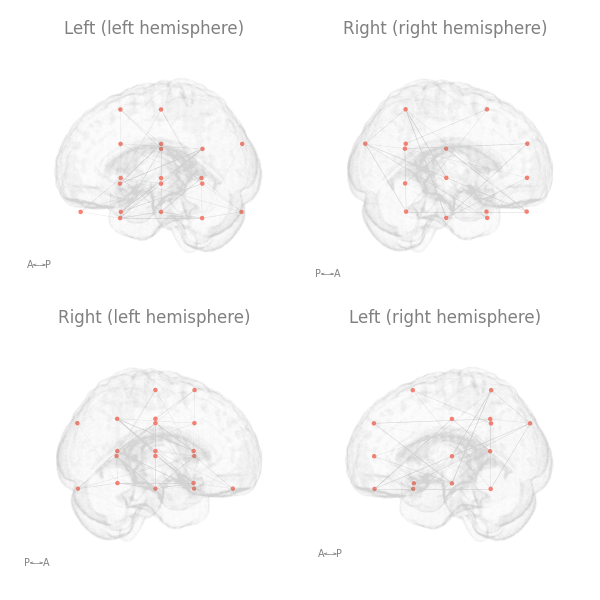 Left (left hemisphere)
Right (right hemisphere)
A⟷P
P⟷A
Right (left hemisphere)
Left (right hemisphere)
P⟷A
A⟷P